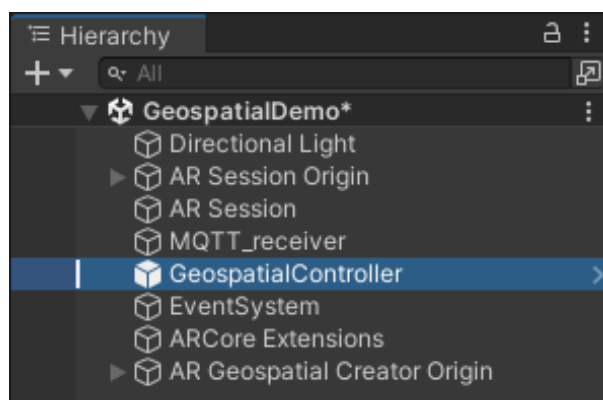 Hierarchy
All
GeospatialDemo*
Directional Light
AR Session Origin
AR Session
MQTT_receiver
GeospatialController
EventSystem
ARCore Extensions
AR Geospatial Creator Origin